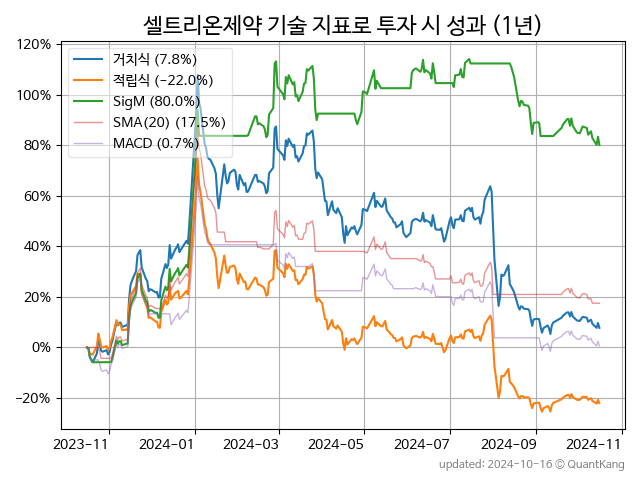 셀트리온제약 기술 지표로 투자 시 성과 (1년)
120%
100%
80%
60%
40%
20%
0%
−20%
거치식 (7.8%)
적립식 (−22.0%)
SigM (80.0%)
SMA(20) (17.5%)
MACD (0.7%)
2023-11
2024-01
2024-03
2024-05
2024-07
2024-09
2024-11
updated: 2024-10-16 © QuantKang